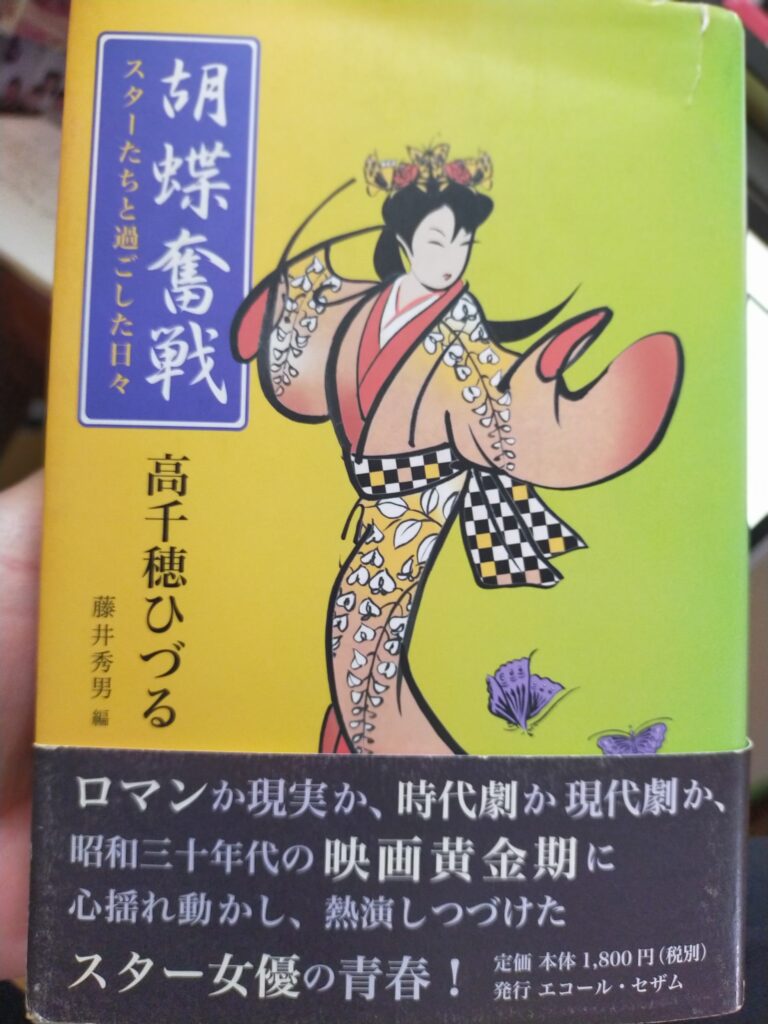 胡蝶奮戦
スターたちと過ごした日々
高千穂ひづる
藤井秀男 編
ロマンか現実か、時代劇か現代劇か、
昭和三十年代の映画黄金期に
心揺れ動かし、熱演しつづけた
スター女優の青春！
定価 本体1,800円（税別）
発行 エコール・セザム